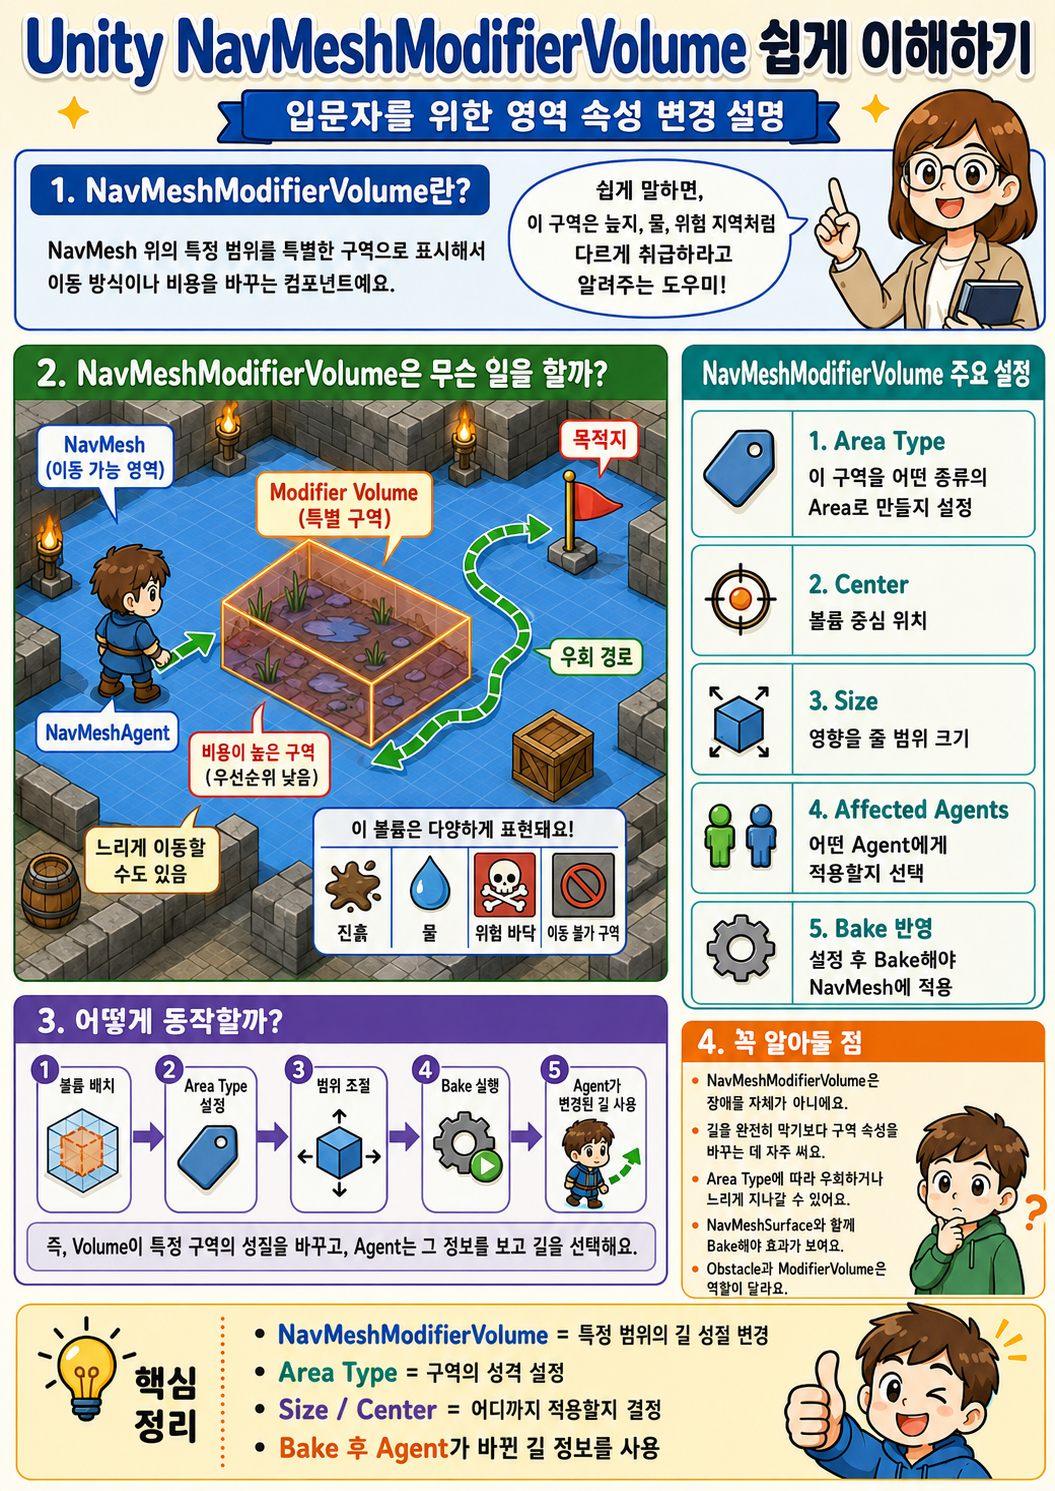 Unity NavMeshModifierVolume 쉽게 이해하기
입문자를 위한 영역 속성 변경 설명
1. NavMeshModifierVolume란?
NavMesh 위의 특정 범위를 특별한 구역으로 표시해서
이동 방식이나 비용을 바꾸는 컴포넌트예요.
쉽게 말하면,
이 구역은 늪지, 물, 위험 지역처럼
다르게 취급하라고
알려주는 도우미!
2. NavMeshModifierVolume은 무슨 일을 할까?
NavMesh
(이동 가능 영역)
Modifier Volume
(특별 구역)
목적지
우회 경로
NavMeshAgent
비용이 높은 구역
(우선순위 낮음)
느리게 이동할
수도 있음
이 볼륨은 다양하게 표현돼요!
진흙
물
위험 바닥
이동 불가 구역
NavMeshModifierVolume 주요 설정
1. Area Type
이 구역을 어떤 종류의
Area로 만들지 설정
2. Center
볼륨 중심 위치
3. Size
영향을 줄 범위 크기
4. Affected Agents
어떤 Agent에게
적용할지 선택
5. Bake 반영
설정 후 Bake해야
NavMesh에 적용
3. 어떻게 동작할까?
1
볼륨 배치
2
Area Type
설정
3
범위 조절
4
Bake 실행
5
Agent가
변경된 길 사용
즉, Volume이 특정 구역의 성질을 바꾸고, Agent는 그 정보를 보고 길을 선택해요.
4. 꼭 알아둘 점
• NavMeshModifierVolume은
장애물 자체가 아니에요.
• 길을 완전히 막기보다 구역 속성을
바꾸는 데 자주 써요.
• Area Type에 따라 우회하거나
느리게 지나갈 수 있어요.
• NavMeshSurface와 함께
Bake해야 효과가 보여요.
• Obstacle과 ModifierVolume은
역할이 달라요.
?
핵심
정리
• NavMeshModifierVolume = 특정 범위의 길 성절 변경
• Area Type = 구역의 성격 설정
• Size / Center = 어디까지 적용할지 결정
• Bake 후 Agent가 바뀐 길 정보를 사용